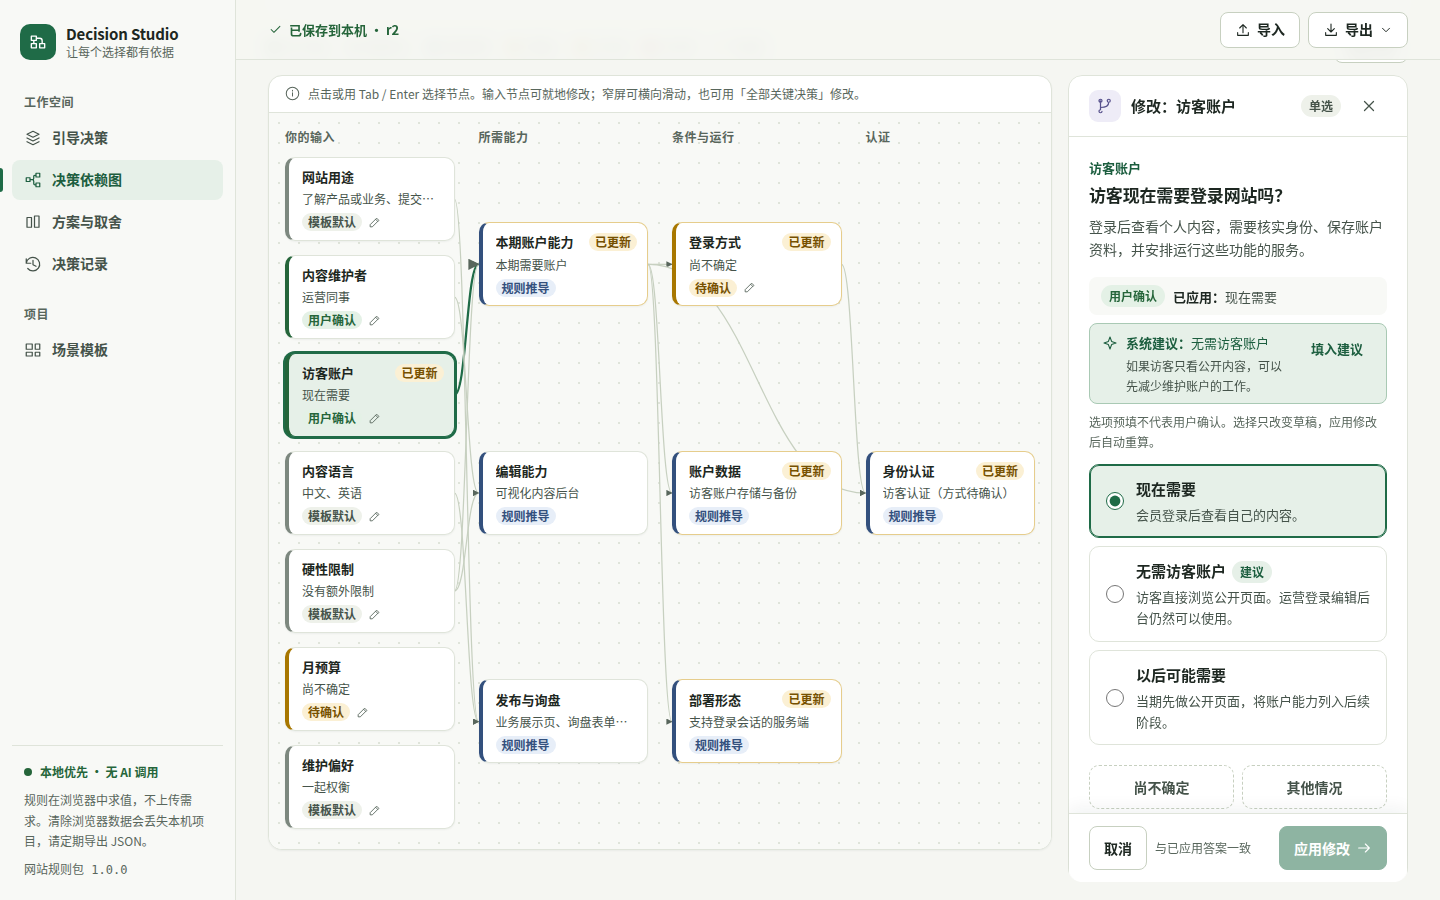 Decision Studio
让每个选择都有依据
工作空间
引导决策
决策依赖图
方案与取舍
决策记录
项目
场景模板
本地优先 · 无 AI 调用
规则在浏览器中求值，不上传需
求。清除浏览器数据会丢失本机项
目，请定期导出 JSON。
网站规则包 1.0.0
已保存到本机 · r2
导入
导出
点击或用 Tab / Enter 选择节点。输入节点可就地修改；窄屏可横向滑动，也可用「全部关键决策」修改。
你的输入
所需能力
条件与运行
认证
网站用途
了解产品或业务、提交…
模板默认
内容维护者
运营同事
用户确认
访客账户
已更新
现在需要
用户确认
内容语言
中文、英语
模板默认
硬性限制
没有额外限制
模板默认
月预算
尚不确定
待确认
维护偏好
一起权衡
模板默认
本期账户能力
已更新
本期需要账户
规则推导
编辑能力
可视化内容后台
规则推导
发布与询盘
业务展示页、询盘表单…
规则推导
登录方式
已更新
尚不确定
待确认
账户数据
已更新
访客账户存储与备份
规则推导
部署形态
已更新
支持登录会话的服务端
规则推导
身份认证
已更新
访客认证（方式待确认）
规则推导
修改：访客账户
单选
访客账户
访客现在需要登录网站吗？
登录后查看个人内容，需要核实身份、保存账户
资料，并安排运行这些功能的服务。
用户确认
已应用：现在需要
系统建议：无需访客账户
如果访客只看公开内容，可以
先减少维护账户的工作。
填入建议
选项预填不代表用户确认。选择只改变草稿，应用修改
后自动重算。
现在需要
会员登录后查看自己的内容。
无需访客账户
建议
访客直接浏览公开页面。运营登录编辑后
台仍然可以使用。
以后可能需要
当期先做公开页面，将账户能力列入后续
阶段。
尚不确定
其他情况
取消
与已应用答案一致
应用修改